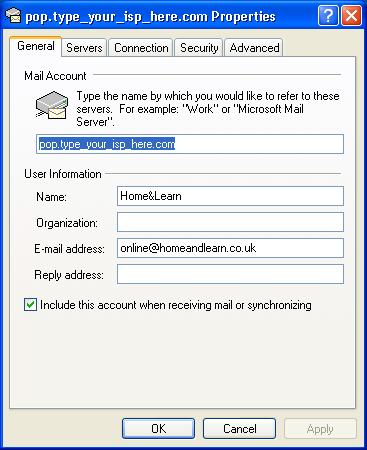 pop.type_your_isp_here.com Properties
General Servers Connection Security Advanced
Mail Account
Type the name by which you would like to refer to these
servers. For example: "Work" or "Microsoft Mail
Server".
pop.type_your_isp_here.com
User Information
Name: Home&Learn
Organization:
E-mail address: online@homeandlearn.co.uk
Reply address:
Include this account when receiving mail or synchronizing
OK Cancel Apply